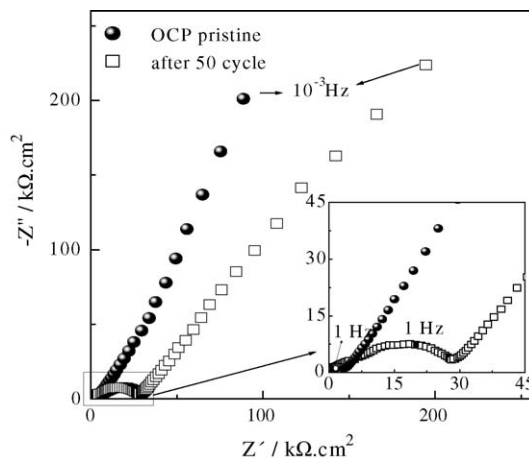 OCP pristine
after 50 cycle
10⁻³Hz
200
100
0
-Z'' / kΩ.cm²
0
100
200
Z´ / kΩ.cm²
45
30
15
0
1 Hz
1 Hz
0
15
30
45